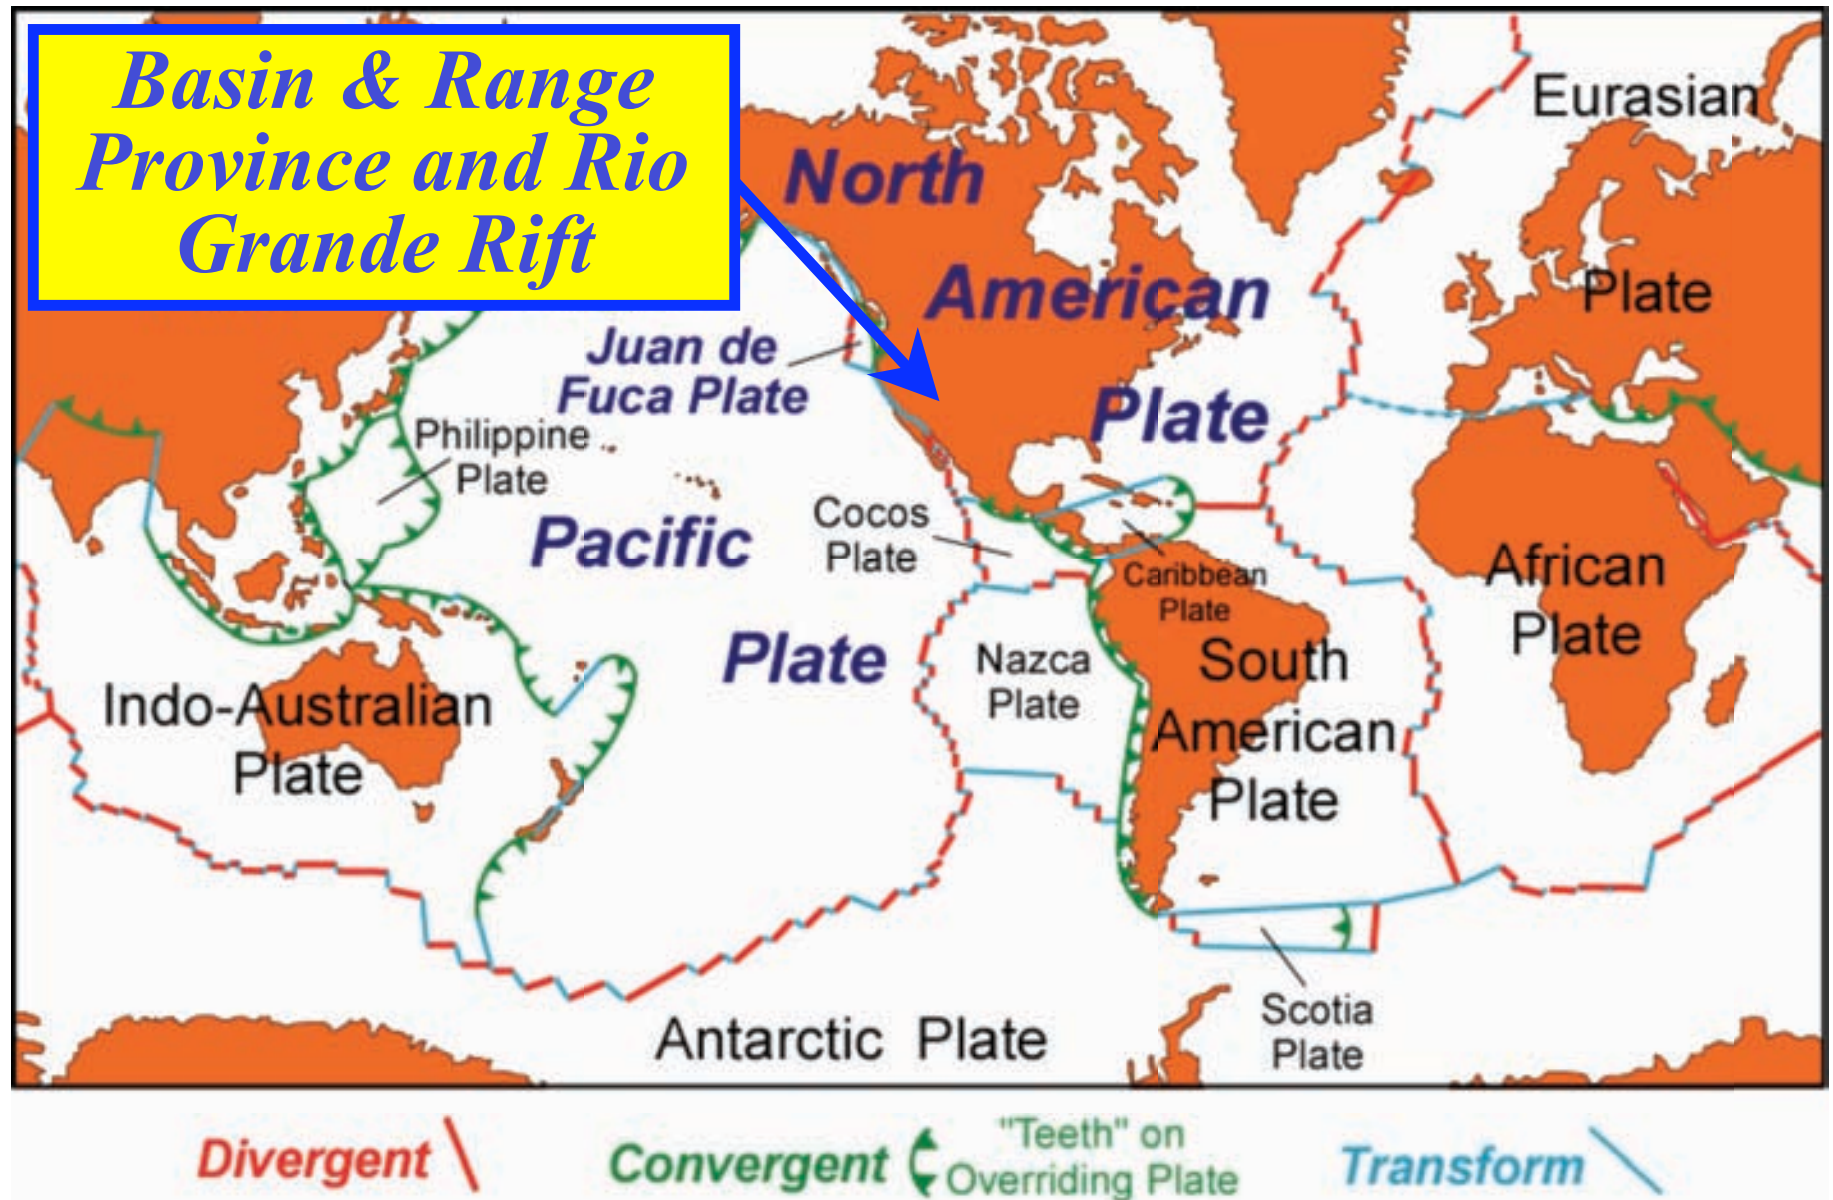 Basin & Range
Province and Rio
Grande Rift
North
American
Plate
Eurasian
Plate
Juan de
Fuca Plate
Philippine
Plate
Pacific
Plate
Cocos
Plate
Caribbean
Plate
African
Plate
Nazca
Plate
South
American
Plate
Indo-Australian
Plate
Antarctic Plate
Scotia
Plate
Divergent
Convergent
"Teeth" on
Overriding Plate
Transform